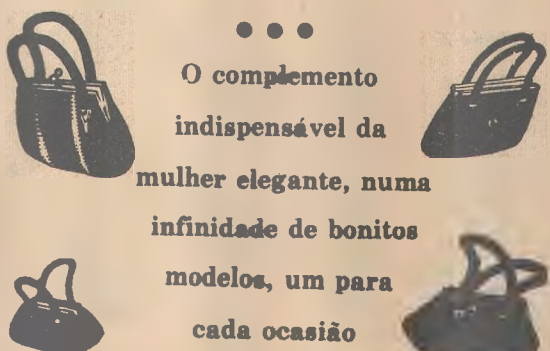 O complemento
indispensável da
mulher elegante, numa
infinidade de bonitos
modelos, um para
cada ocasião